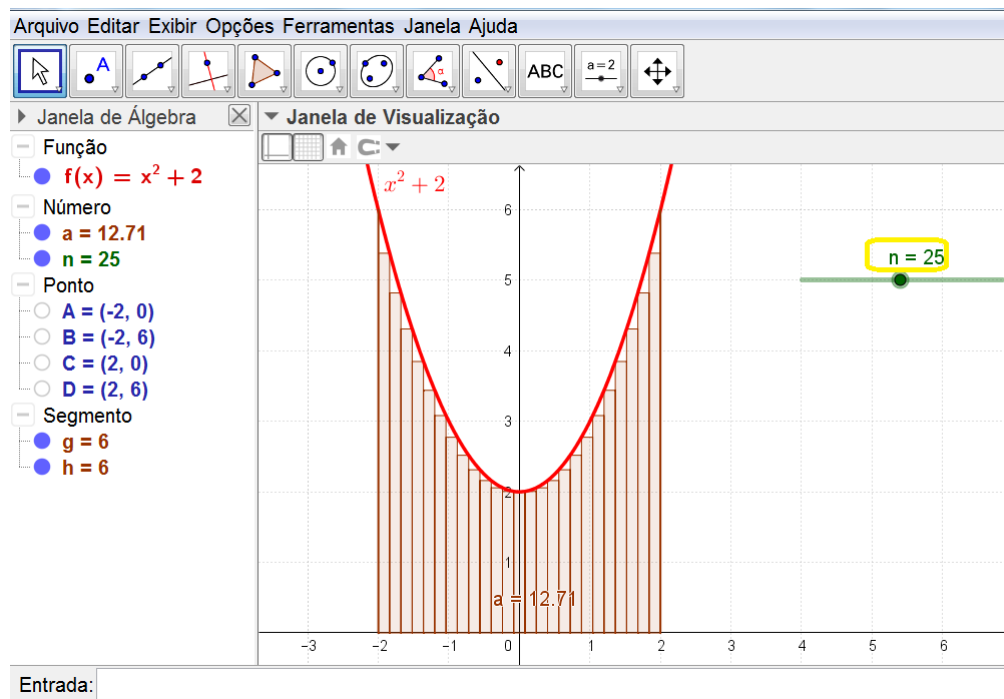 Arquivo Editar Exibir Opções Ferramentas Janela Ajuda
A
α
ABC
a=2
Janela de Álgebra
Janela de Visualização
Função
f(x) = x² + 2
Número
a = 12.71
n = 25
Ponto
A = (-2, 0)
B = (-2, 6)
C = (2, 0)
D = (2, 6)
Segmento
g = 6
h = 6
x² + 2
n = 25
6
5
4
3
2
1
a = 12.71
-3 -2 -1 0 1 2 3 4 5 6
Entrada: